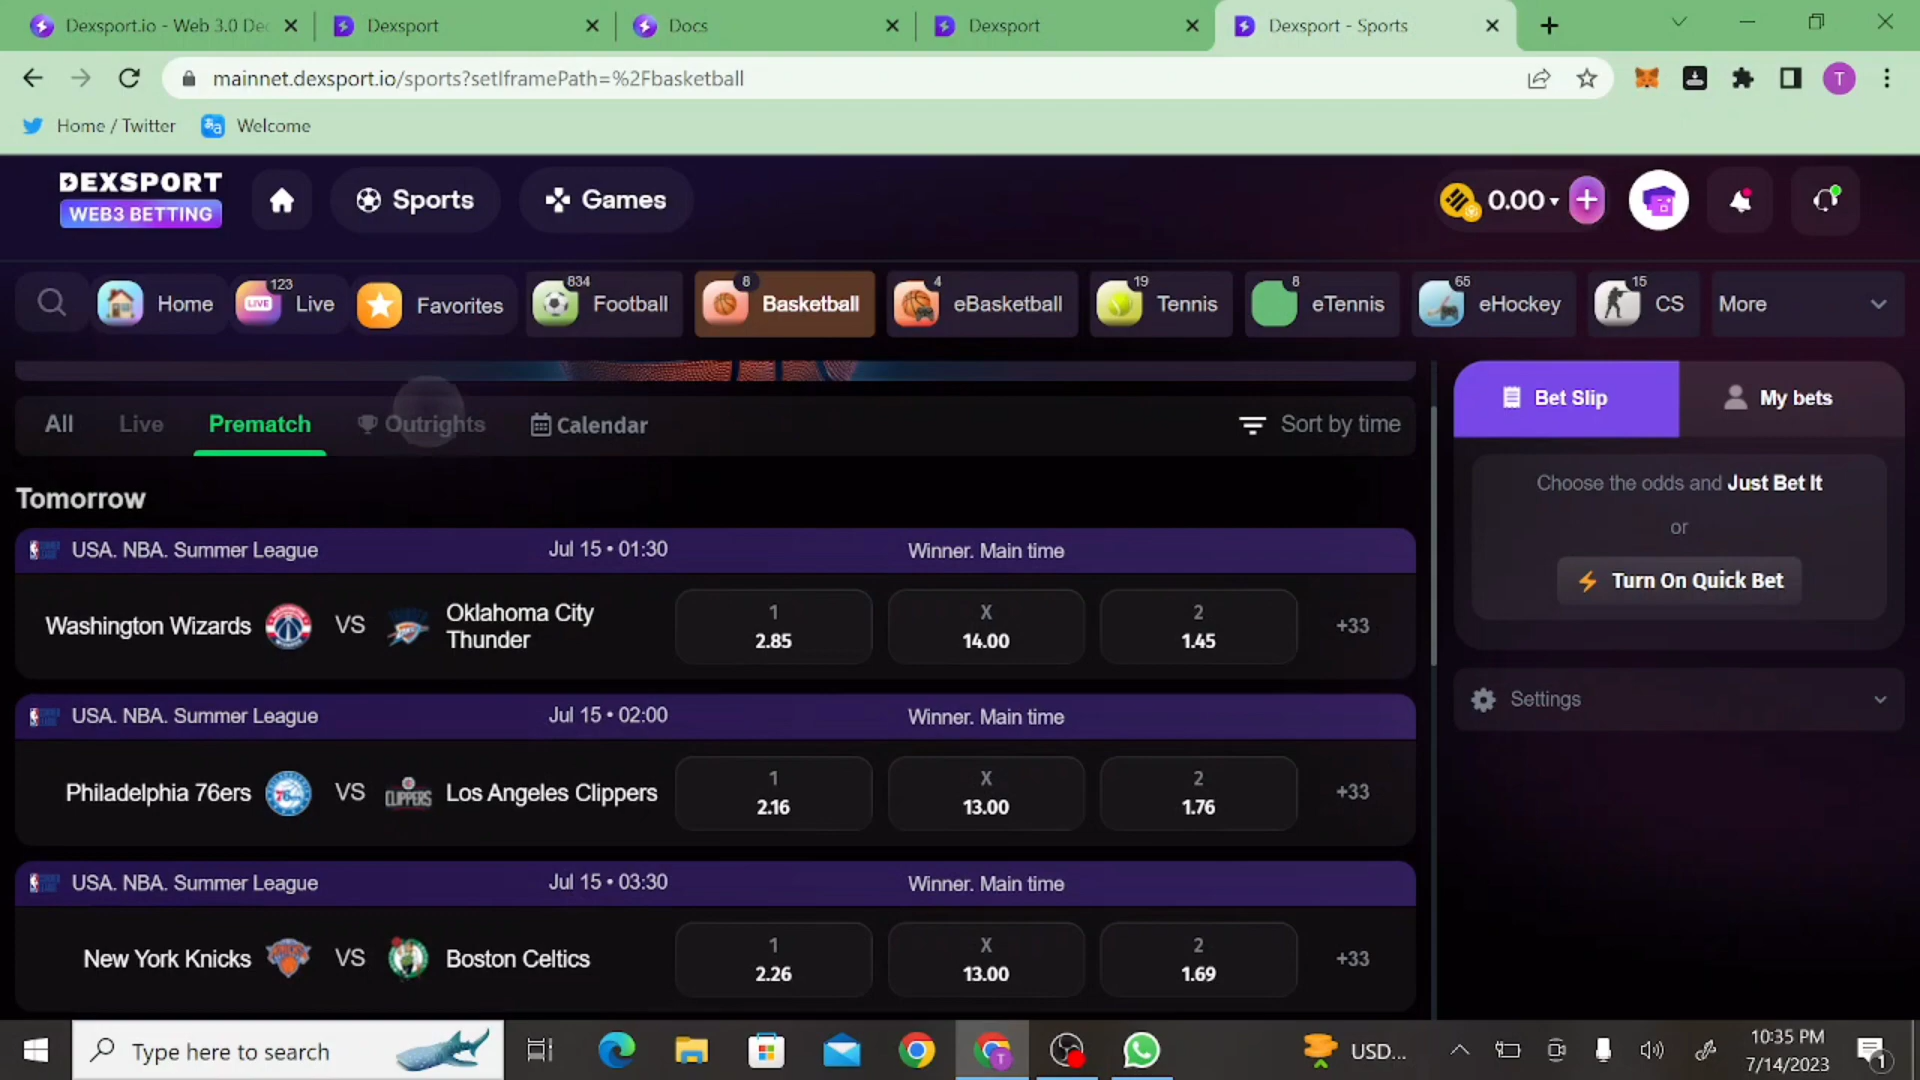 Dexsport.io - Web 3.0 Dec
Dexsport
Docs
Dexsport
Dexsport - Sports
mainnet.dexsport.io/sports?setIframePath=%2Fbasketball
T
Home / Twitter
Welcome
DEXSPORT
WEB3 BETTING
Sports
Games
0.00
Home
LIVE
123
Live
Favorites
834
Football
8
Basketball
4
eBasketball
19
Tennis
8
eTennis
65
eHockey
15
CS
More
All
Live
Prematch
Outrights
Calendar
Sort by time
Bet Slip
My bets
Choose the odds and Just Bet It
or
Turn On Quick Bet
Settings
Tomorrow
USA. NBA. Summer League
Jul 15 • 01:30
Winner. Main time
Washington Wizards
VS
Oklahoma City
Thunder
1
2.85
X
14.00
2
1.45
+33
USA. NBA. Summer League
Jul 15 • 02:00
Winner. Main time
Philadelphia 76ers
76ers
VS
CLIPPERS
Los Angeles Clippers
1
2.16
X
13.00
2
1.76
+33
USA. NBA. Summer League
Jul 15 • 03:30
Winner. Main time
New York Knicks
VS
Boston Celtics
1
2.26
X
13.00
2
1.69
+33
Type here to search
T
USD...
10:35 PM
7/14/2023
1